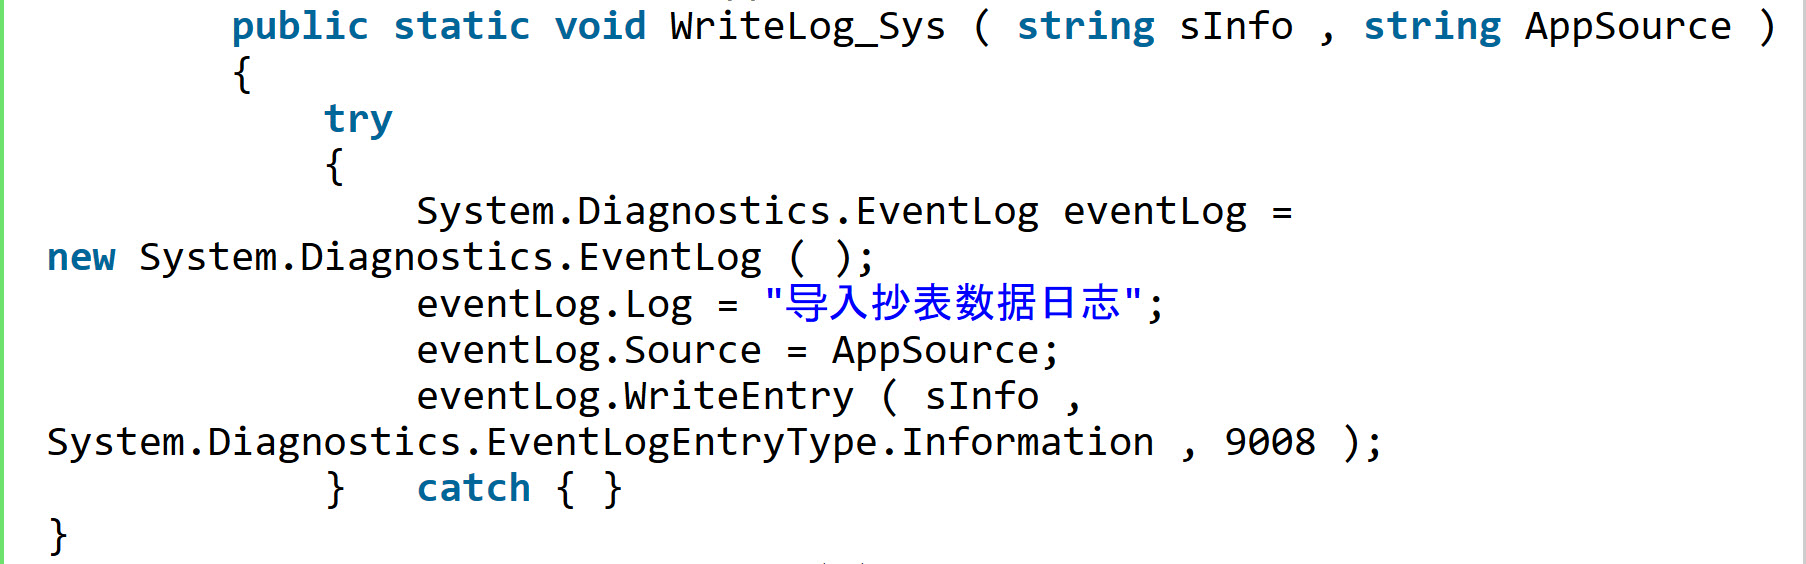 public static void WriteLog_Sys ( string sInfo , string AppSource )
{
try
{
System.Diagnostics.EventLog eventLog =
new System.Diagnostics.EventLog ( );
eventLog.Log = "导入抄表数据日志";
eventLog.Source = AppSource;
eventLog.WriteEntry ( sInfo ,
System.Diagnostics.EventLogEntryType.Information , 9008 );
} catch { }
}